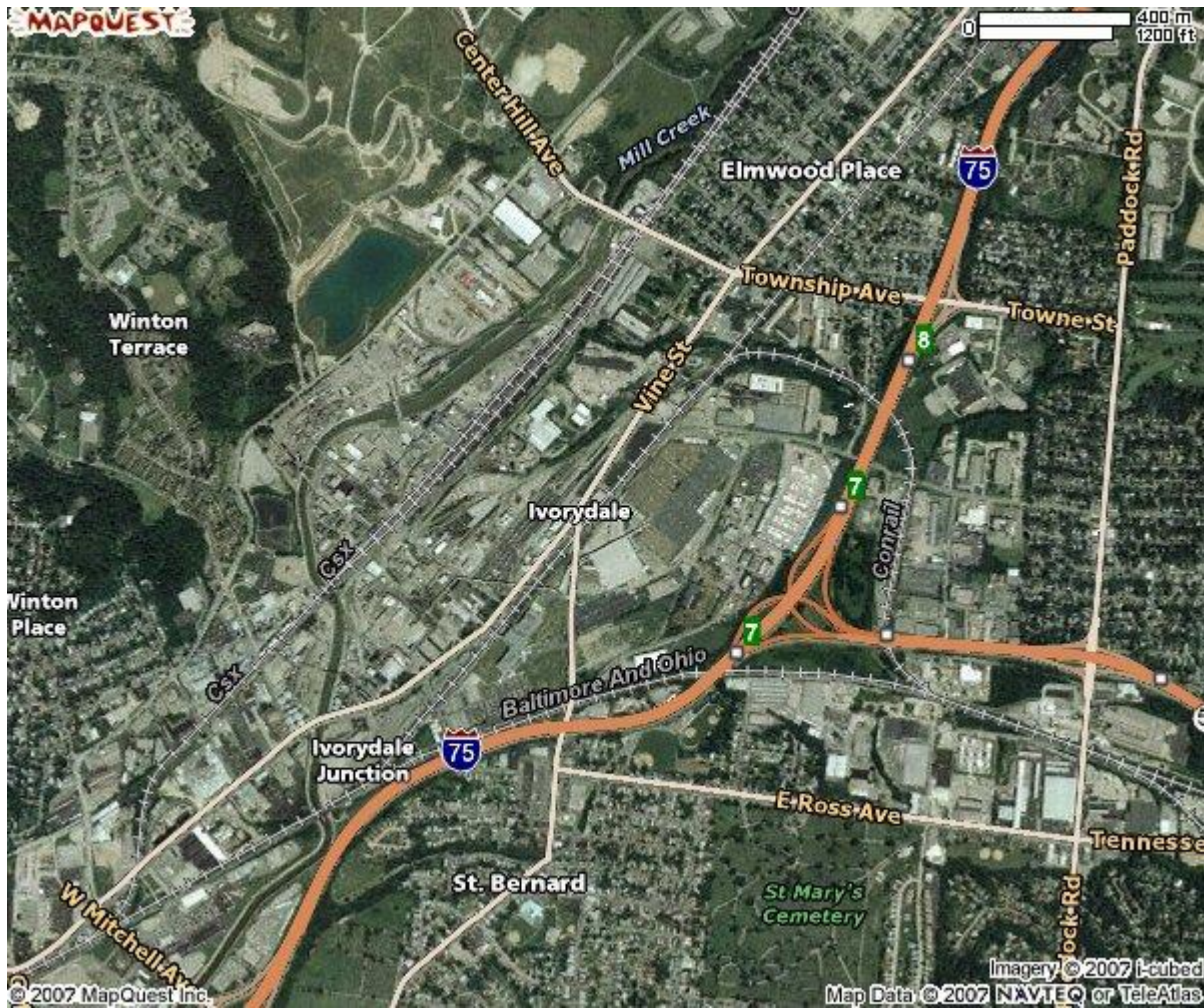 MAPQUEST
0
400 m
1200 ft
Center Hill Ave
Mill Creek
Elmwood Place
75
Paddock Rd
Township Ave
Towne St
Winton
Terrace
8
Vine St
7
Ivorydale
Csx
Conrail
Winton
Place
7
Csx
Baltimore And Ohio
Ivorydale
Junction
75
E Ross Ave
Tennesse
St. Bernard
St Mary's
Cemetery
W Mitchell Ave
dock Rd
Imagery © 2007 i-cubed
© 2007 MapQuest Inc.
Map Data © 2007 NAVTEQ or TeleAtlas